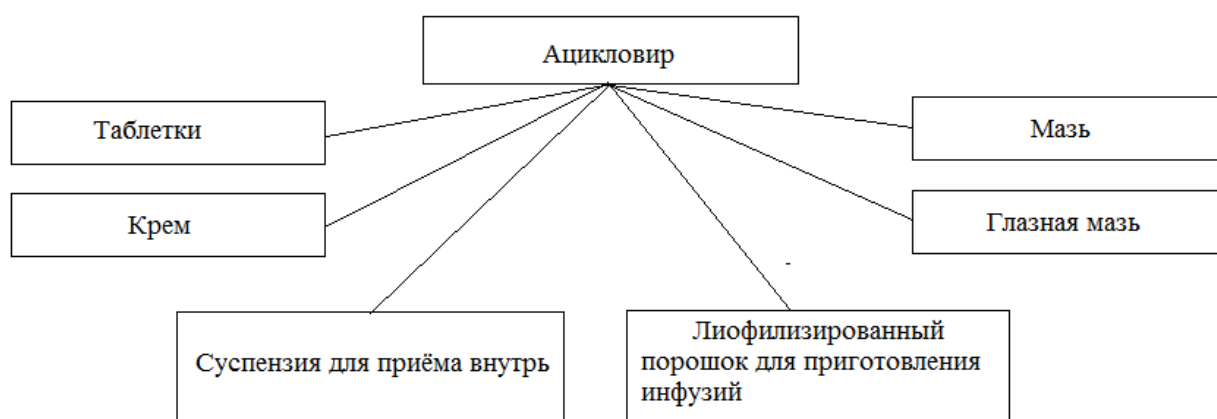 Ацикловир
Таблетки
Мазь
Крем
Глазная мазь
Суспензия для приёма внутрь
Лиофилизированный
порошок для приготовления
инфузий